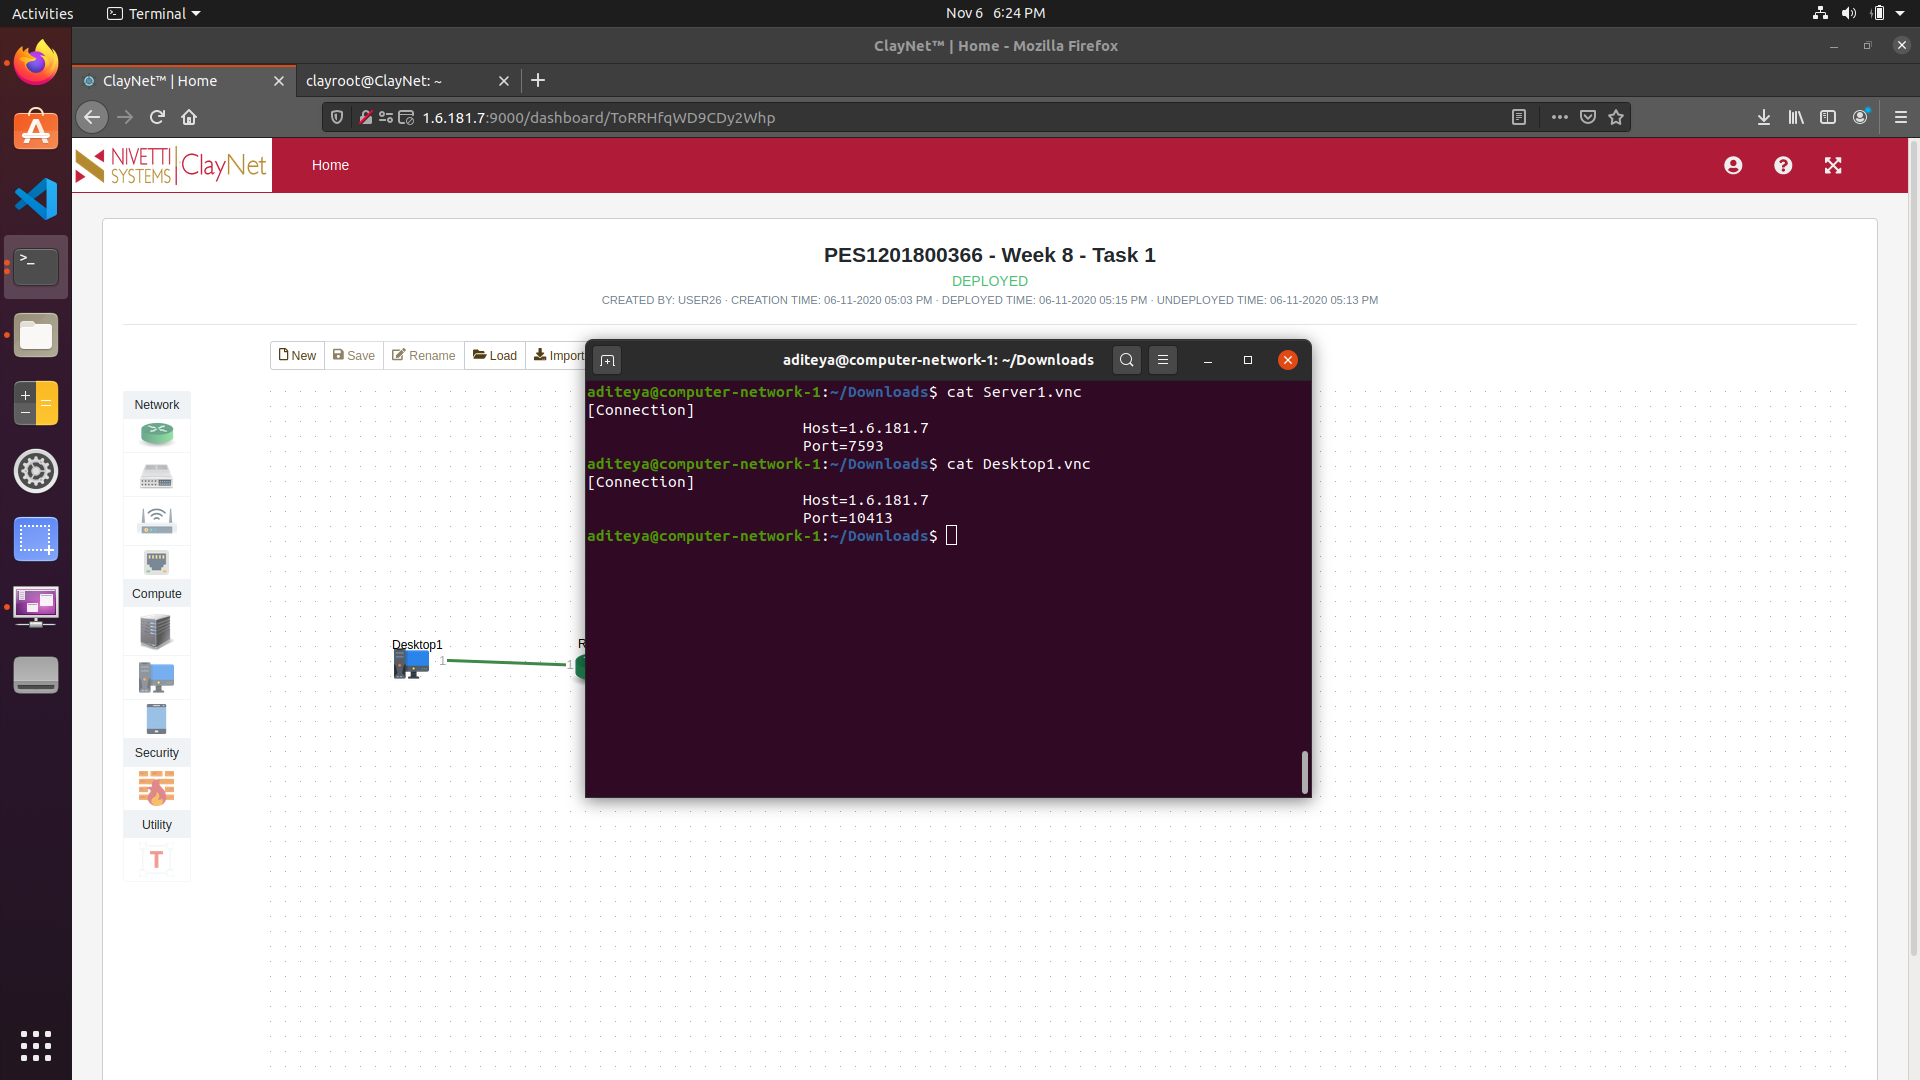 Activities
Terminal
Nov 6 6:24 PM
ClayNet™ | Home - Mozilla Firefox
ClayNet™ | Home
clayroot@ClayNet: ~
1.6.181.7:9000/dashboard/ToRRHfqWD9CDy2Whp
NIVETTI SYSTEMS | ClayNet
Home
PES1201800366 - Week 8 - Task 1
DEPLOYED
CREATED BY: USER26 · CREATION TIME: 06-11-2020 05:03 PM · DEPLOYED TIME: 06-11-2020 05:15 PM · UNDEPLOYED TIME: 06-11-2020 05:13 PM
New Save Rename Load Import
aditeya@computer-network-1: ~/Downloads
aditeya@computer-network-1:~/Downloads$ cat Server1.vnc
[Connection]
Host=1.6.181.7
Port=7593
aditeya@computer-network-1:~/Downloads$ cat Desktop1.vnc
[Connection]
Host=1.6.181.7
Port=10413
aditeya@computer-network-1:~/Downloads$
Network
Compute
Security
Utility
T
Desktop1
1
1
R